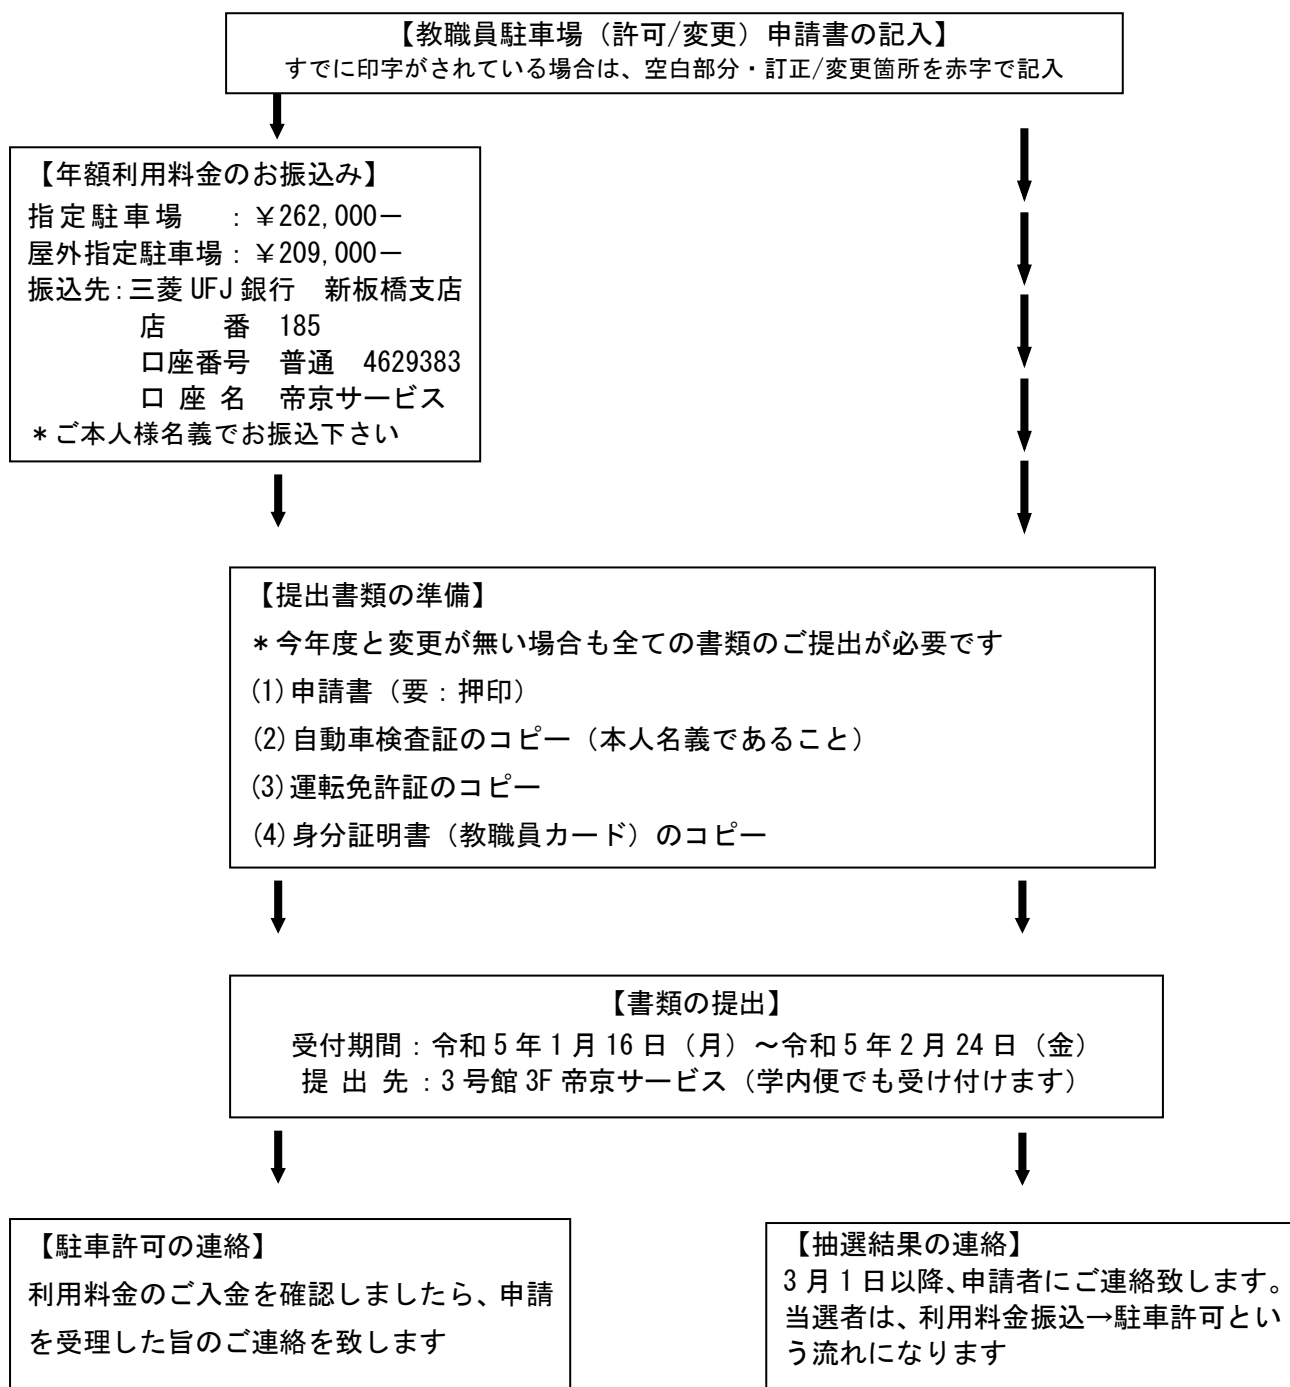 【教職員駐車場（許可/変更）申請書の記入】
すでに印字がされている場合は、空白部分・訂正/変更箇所を赤字で記入
【年額利用料金のお振込み】
指定駐車場　：￥262,000－
屋外指定駐車場：￥209,000－
振込先：三菱UFJ銀行　新板橋支店
店　　番　185
口座番号　普通　4629383
口 座 名　帝京サービス
＊ご本人様名義でお振込下さい
【提出書類の準備】
＊今年度と変更が無い場合も全ての書類のご提出が必要です
(1)申請書（要：押印）
(2)自動車検査証のコピー（本人名義であること）
(3)運転免許証のコピー
(4)身分証明書（教職員カード）のコピー
【書類の提出】
受付期間：令和5年1月16日（月）～令和5年2月24日（金）
提 出 先：3号館3F帝京サービス（学内便でも受け付けます）
【駐車許可の連絡】
利用料金のご入金を確認しましたら、申請
を受理した旨のご連絡を致します
【抽選結果の連絡】
3月1日以降、申請者にご連絡致します。
当選者は、利用料金振込→駐車許可とい
う流れになります